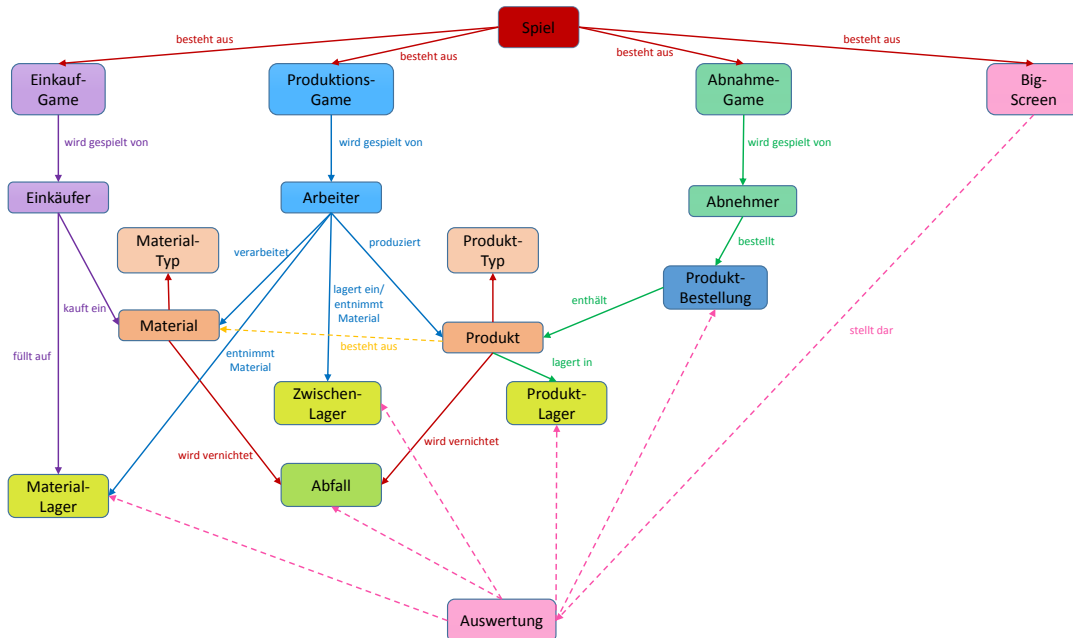 Spiel
besteht aus
besteht aus
besteht aus
besteht aus
Einkauf-
Game
Produktions-
Game
Abnahme-
Game
Big-
Screen
wird gespielt von
wird gespielt von
wird gespielt von
Einkäufer
Arbeiter
Abnehmer
Material-
Typ
verarbeitet
produziert
Produkt-
Typ
bestellt
lagert ein/
entnimmt
Material
Produkt-
Bestellung
kauft ein
enthält
Material
besteht aus
Produkt
stellt dar
füllt auf
entnimmt
Material
lagert in
Zwischen-
Lager
Produkt-
Lager
wird vernichtet
wird vernichtet
Material-
Lager
Abfall
Auswertung